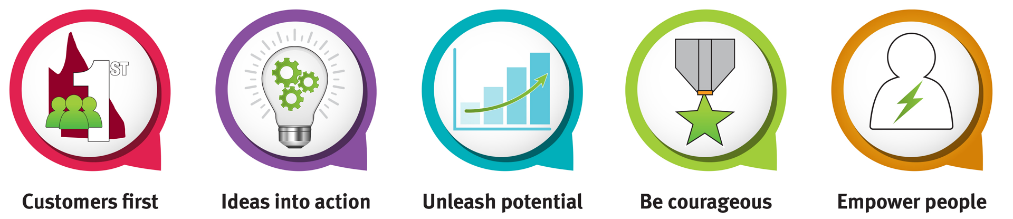 1ST
Customers first
Ideas into action
Unleash potential
Be courageous
Empower people